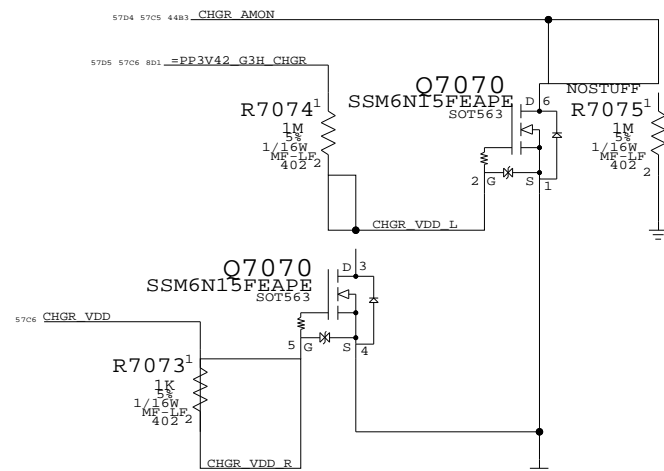 57D4 57C5 44B3 CHGR_AMON
57D5 57C6 8D1 =PP3V42_G3H_CHGR
Q7070
SSM6N15FEAPE
SOT563
D 6
NOSTUFF
R7074 1
1M
5%
1/16W
MF-LF
402 2
R7075 1
1M
5%
1/16W
MF-LF
402 2
2 G S 1
CHGR_VDD_L
Q7070
SSM6N15FEAPE
SOT563
D 3
57C6 CHGR_VDD
5 G S 4
R7073 1
1K
5%
1/16W
MF-LF
402 2
CHGR_VDD_R